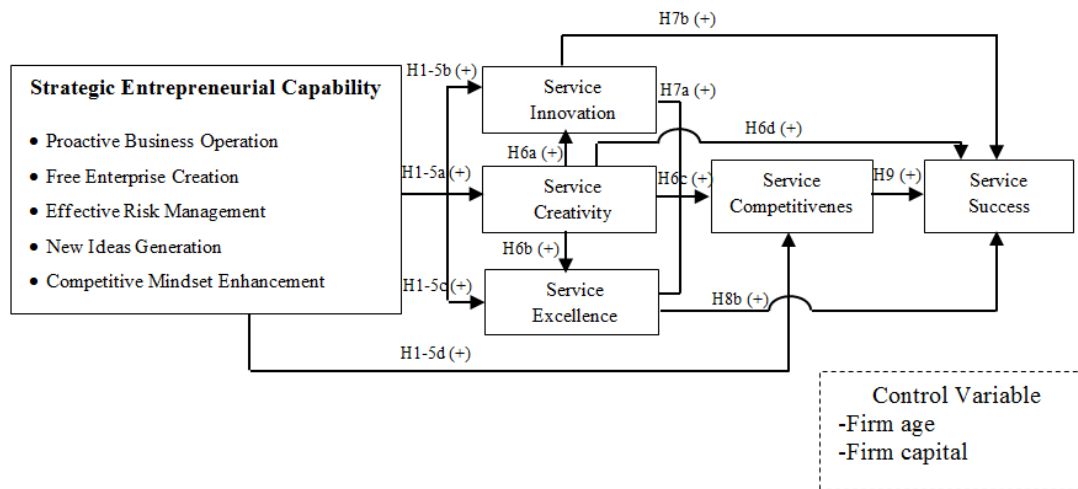 H7b (+)
Strategic Entrepreneurial Capability
• Proactive Business Operation
• Free Enterprise Creation
• Effective Risk Management
• New Ideas Generation
• Competitive Mindset Enhancement
H1-5b (+)
Service
Innovation
H7a (+)
H6a (+)
H6d (+)
H1-5a (+)
Service
Creativity
H6c (+)
Service
Competitivenes
H9 (+)
Service
Success
H6b (+)
H1-5c (+)
Service
Excellence
H8b (+)
H1-5d (+)
Control Variable
-Firm age
-Firm capital